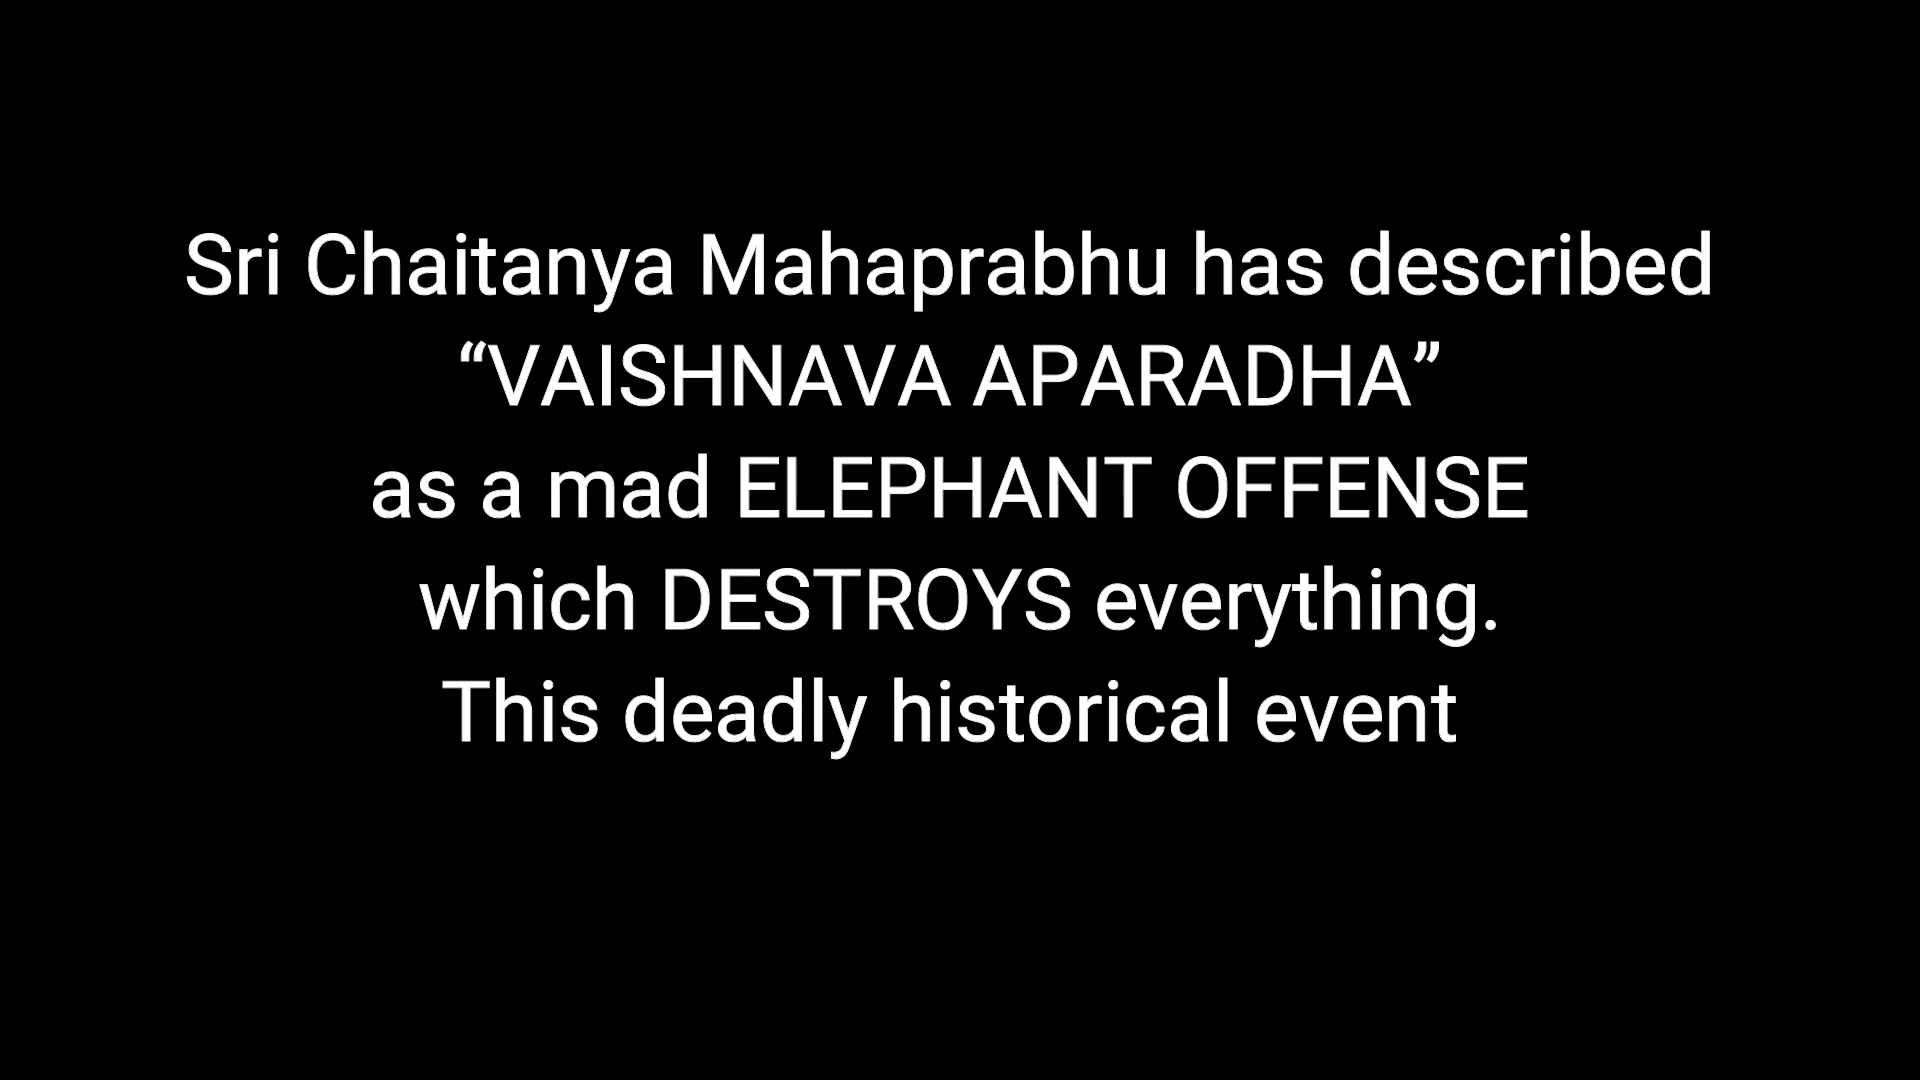 Sri Chaitanya Mahaprabhu has described
“VAISHNAVA APARADHA”
as a mad ELEPHANT OFFENSE
which DESTROYS everything.
This deadly historical event